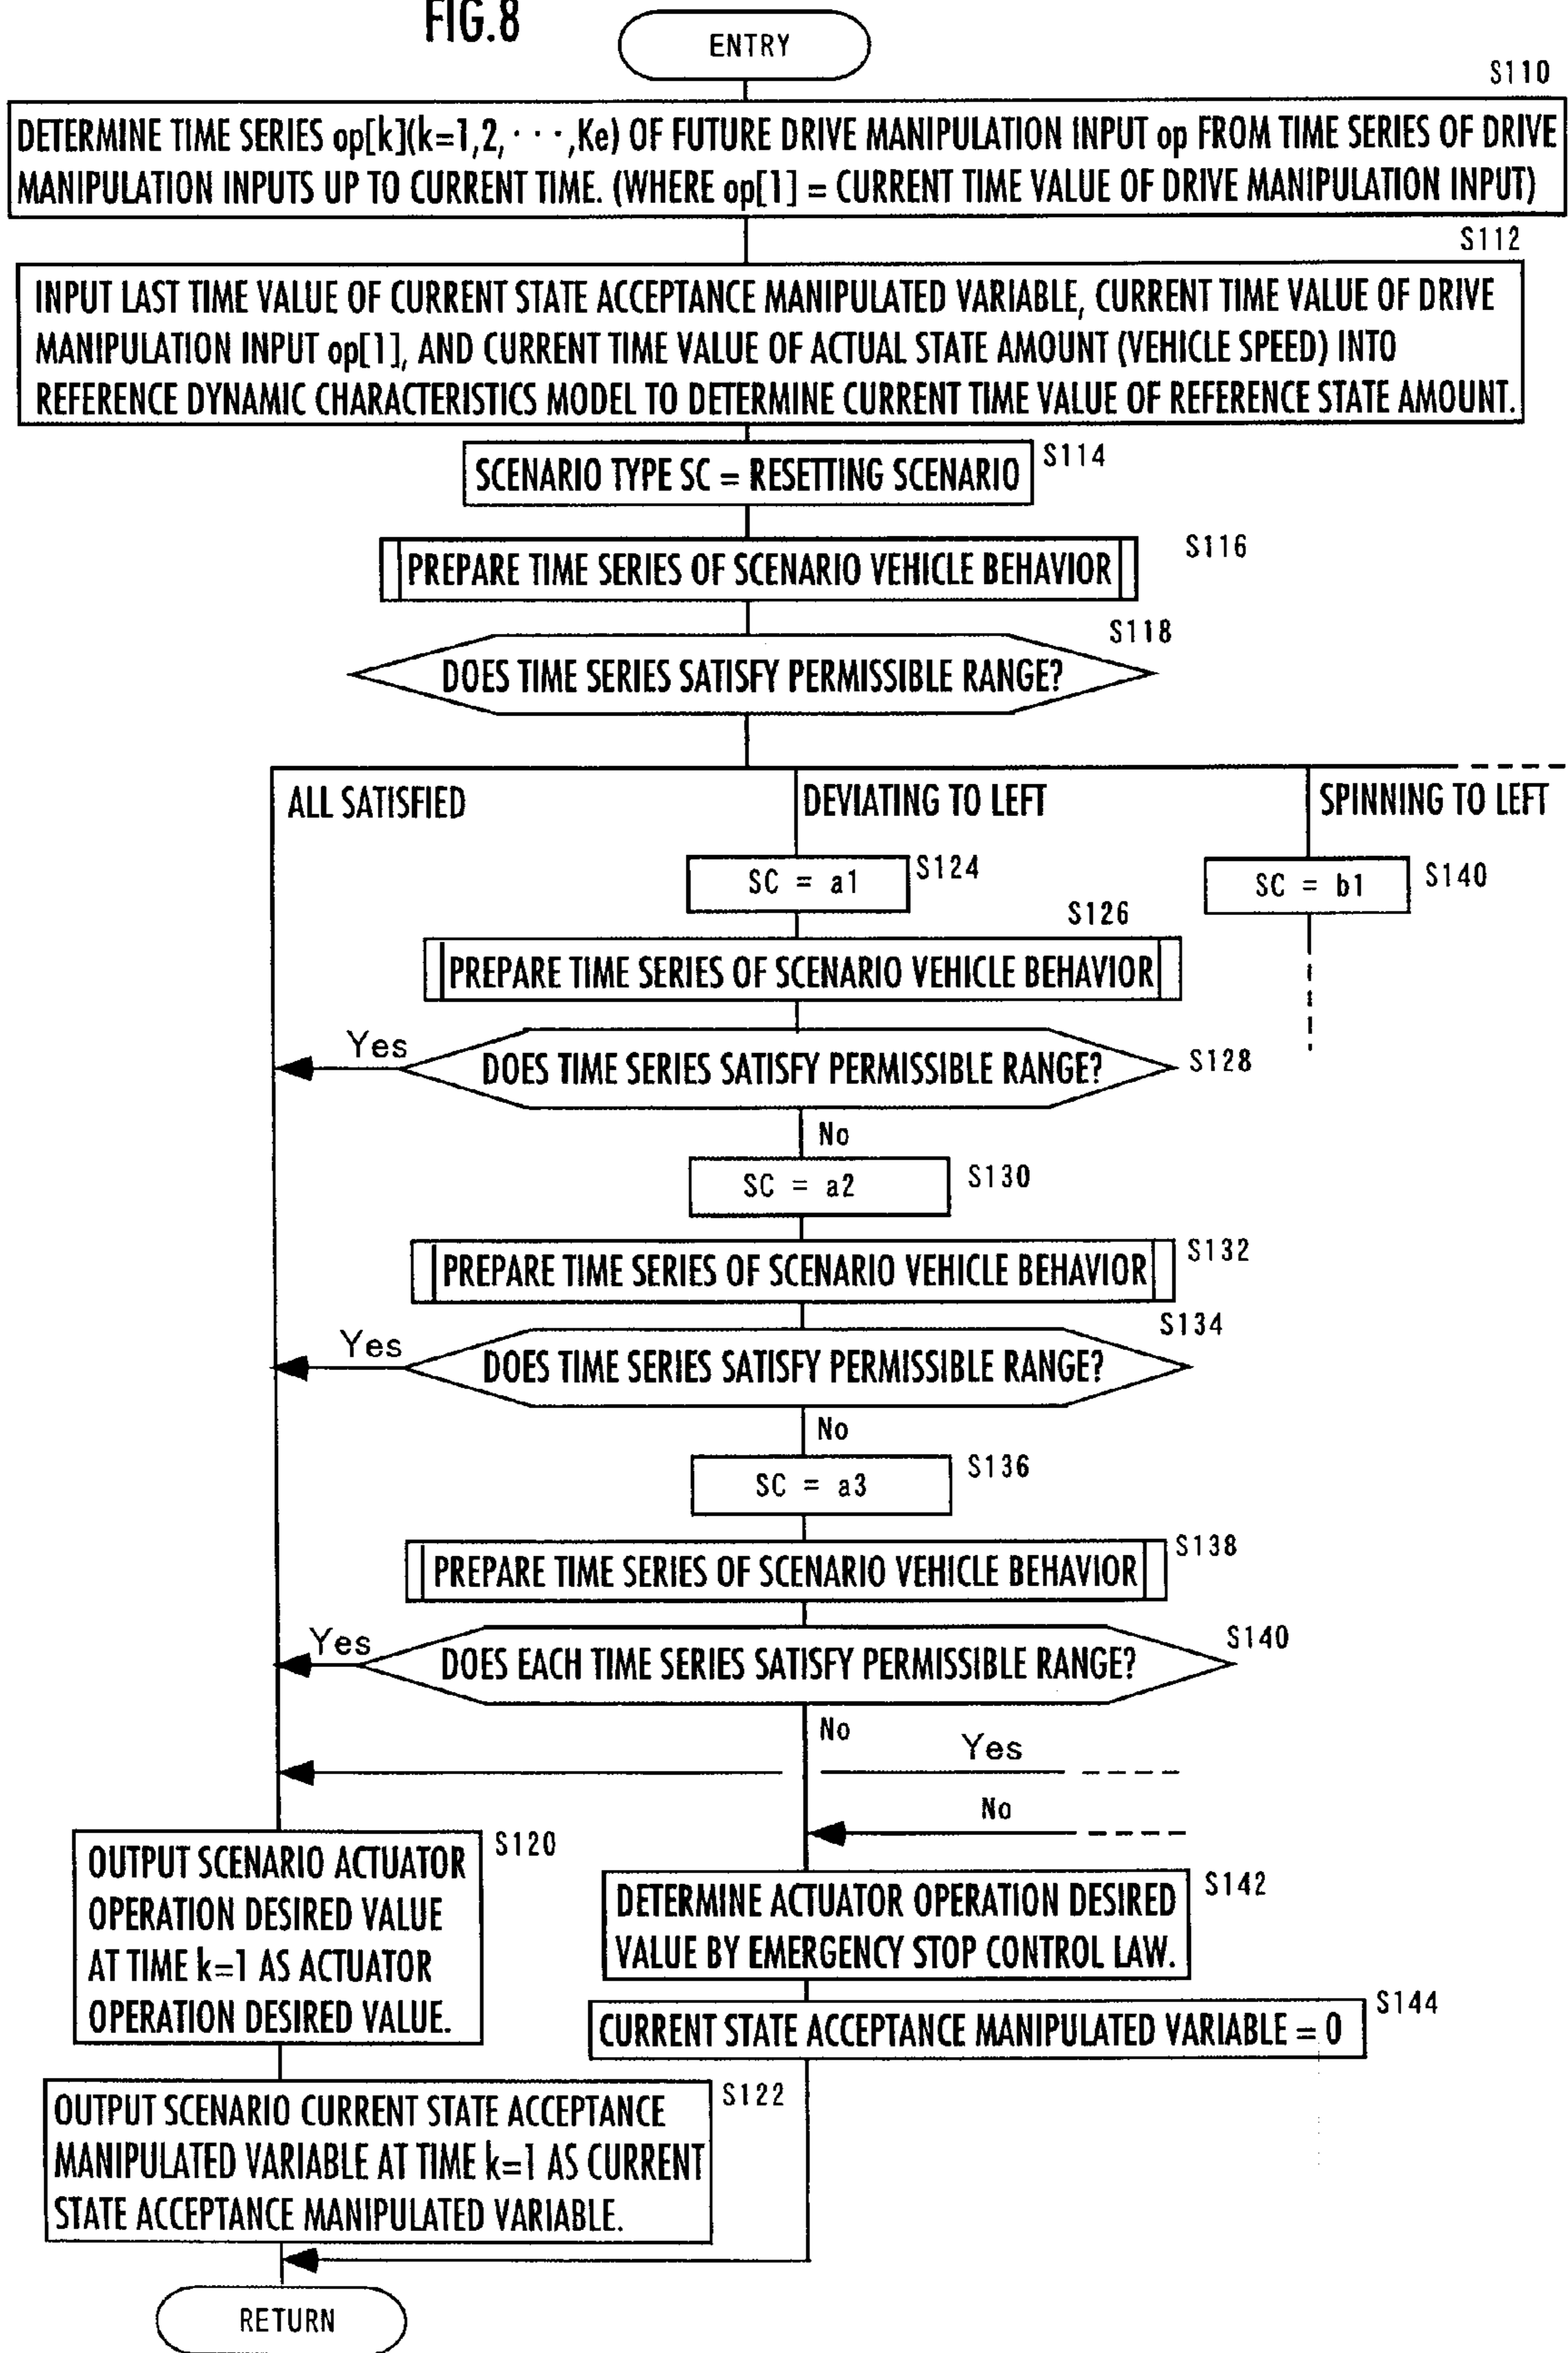 FIG.8
ENTRY
S110
DETERMINE TIME SERIES op[k](k=1,2, · · · ,Ke) OF FUTURE DRIVE MANIPULATION INPUT op FROM TIME SERIES OF DRIVE
MANIPULATION INPUTS UP TO CURRENT TIME. (WHERE op[1] = CURRENT TIME VALUE OF DRIVE MANIPULATION INPUT)
S112
INPUT LAST TIME VALUE OF CURRENT STATE ACCEPTANCE MANIPULATED VARIABLE, CURRENT TIME VALUE OF DRIVE
MANIPULATION INPUT op[1], AND CURRENT TIME VALUE OF ACTUAL STATE AMOUNT (VEHICLE SPEED) INTO
REFERENCE DYNAMIC CHARACTERISTICS MODEL TO DETERMINE CURRENT TIME VALUE OF REFERENCE STATE AMOUNT.
SCENARIO TYPE SC = RESETTING SCENARIO
S114
PREPARE TIME SERIES OF SCENARIO VEHICLE BEHAVIOR
S116
S118
DOES TIME SERIES SATISFY PERMISSIBLE RANGE?
ALL SATISFIED
DEVIATING TO LEFT
SPINNING TO LEFT
SC = a1
S124
SC = b1
S140
S126
PREPARE TIME SERIES OF SCENARIO VEHICLE BEHAVIOR
Yes
DOES TIME SERIES SATISFY PERMISSIBLE RANGE?
S128
No
SC = a2
S130
PREPARE TIME SERIES OF SCENARIO VEHICLE BEHAVIOR
S132
S134
Yes
DOES TIME SERIES SATISFY PERMISSIBLE RANGE?
No
SC = a3
S136
PREPARE TIME SERIES OF SCENARIO VEHICLE BEHAVIOR
S138
Yes
DOES EACH TIME SERIES SATISFY PERMISSIBLE RANGE?
S140
No
Yes
No
OUTPUT SCENARIO ACTUATOR
OPERATION DESIRED VALUE
AT TIME k=1 AS ACTUATOR
OPERATION DESIRED VALUE.
S120
DETERMINE ACTUATOR OPERATION DESIRED
VALUE BY EMERGENCY STOP CONTROL LAW.
S142
CURRENT STATE ACCEPTANCE MANIPULATED VARIABLE = 0
S144
OUTPUT SCENARIO CURRENT STATE ACCEPTANCE
MANIPULATED VARIABLE AT TIME k=1 AS CURRENT
STATE ACCEPTANCE MANIPULATED VARIABLE.
S122
RETURN